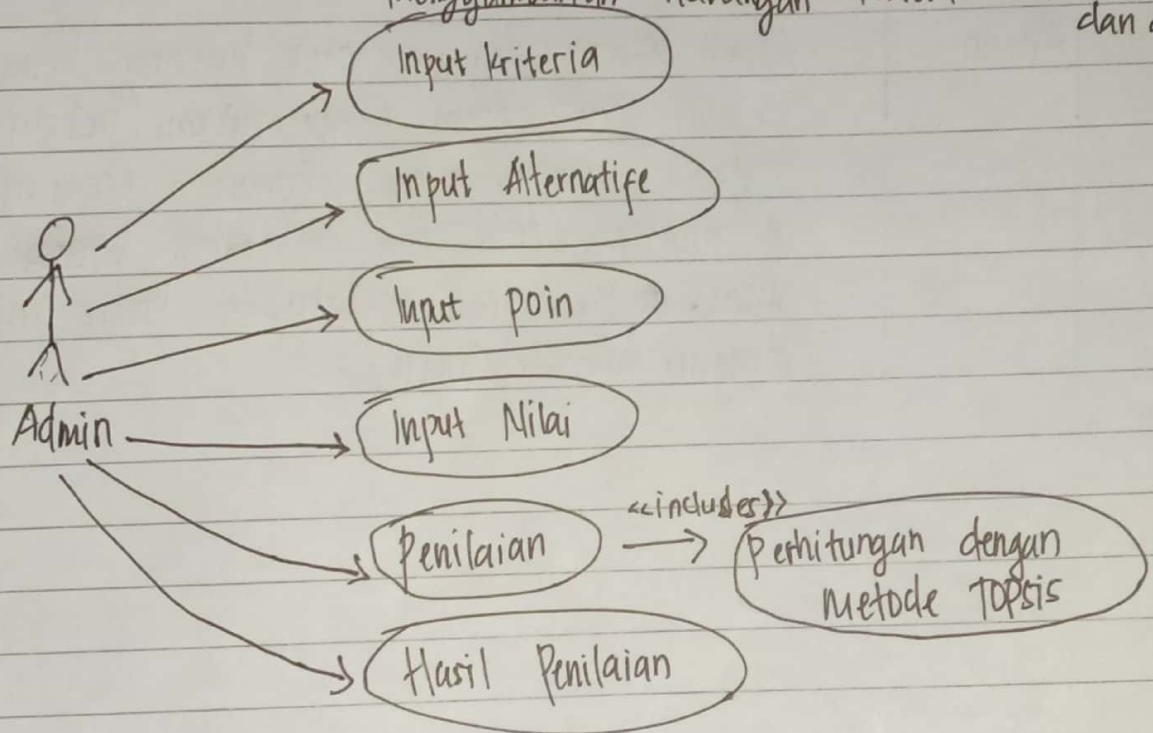 dan
Input kriteria
Input Alternatife
Input poin
Input Nilai
Admin
<<includes>>
Penilaian
Perhitungan dengan
metode TOPSIS
Hasil Penilaian